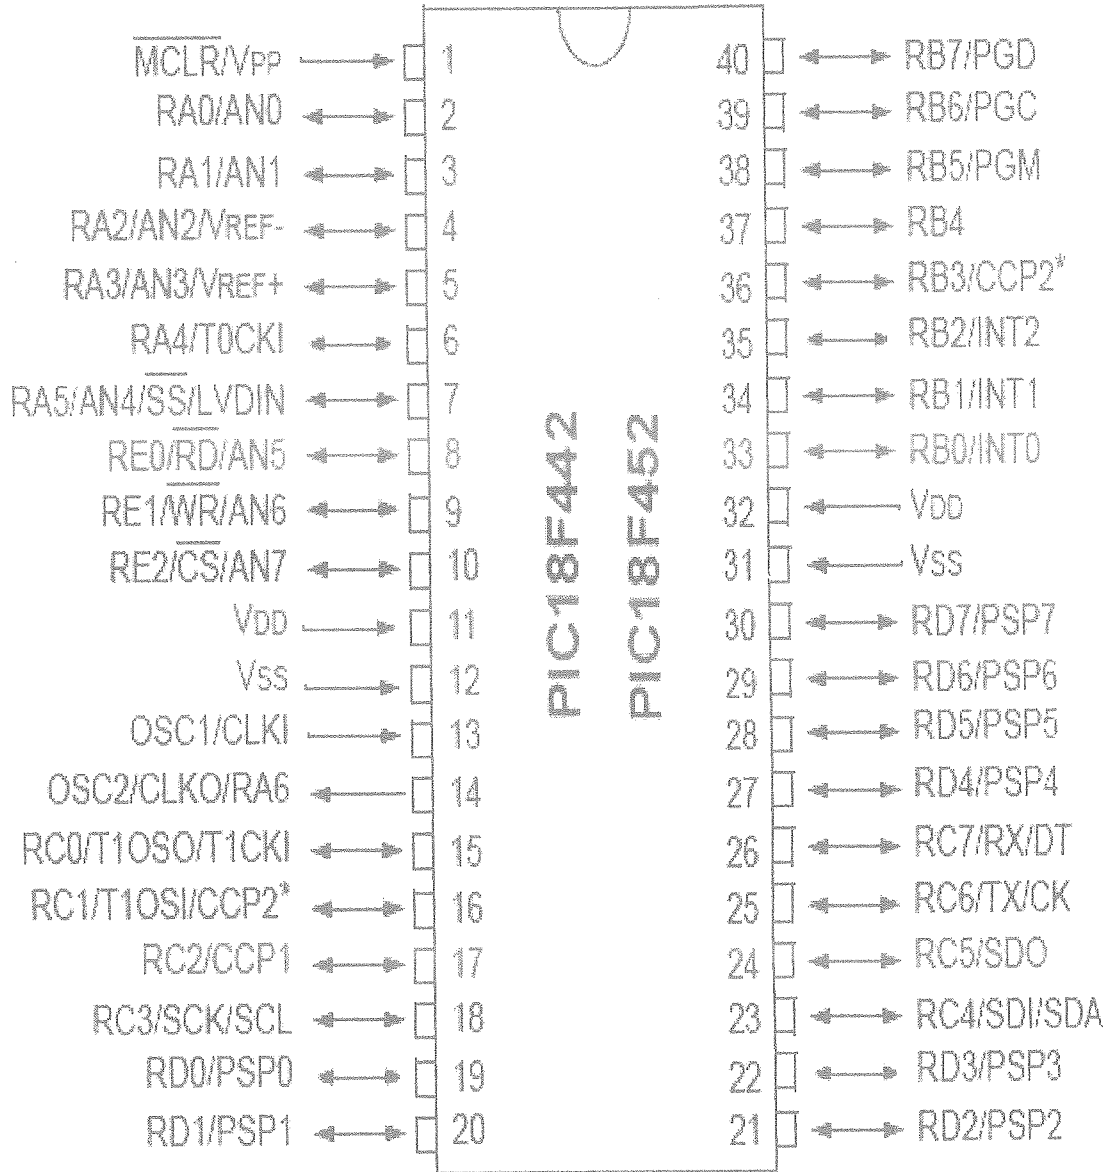 MCLR/VPP 1 40 RB7/PGD
RA0/AN0 2 39 RB6/PGC
RA1/AN1 3 38 RB5/PGM
RA2/AN2/VREF- 4 37 RB4
RA3/AN3/VREF+ 5 36 RB3/CCP2*
RA4/T0CKI 6 35 RB2/INT2
RA5/AN4/SS/LVDIN 7 34 RB1/INT1
RE0/RD/AN5 8 33 RB0/INT0
RE1/WR/AN6 9 32 VDD
RE2/CS/AN7 10 31 VSS
VDD 11 30 RD7/PSP7
VSS 12 29 RD6/PSP6
OSC1/CLKI 13 28 RD5/PSP5
OSC2/CLKO/RA6 14 27 RD4/PSP4
RC0/T1OSO/T1CKI 15 26 RC7/RX/DT
RC1/T1OSI/CCP2* 16 25 RC6/TX/CK
RC2/CCP1 17 24 RC5/SDO
RC3/SCK/SCL 18 23 RC4/SDI/SDA
RD0/PSP0 19 22 RD3/PSP3
RD1/PSP1 20 21 RD2/PSP2
PIC18F442
PIC18F452